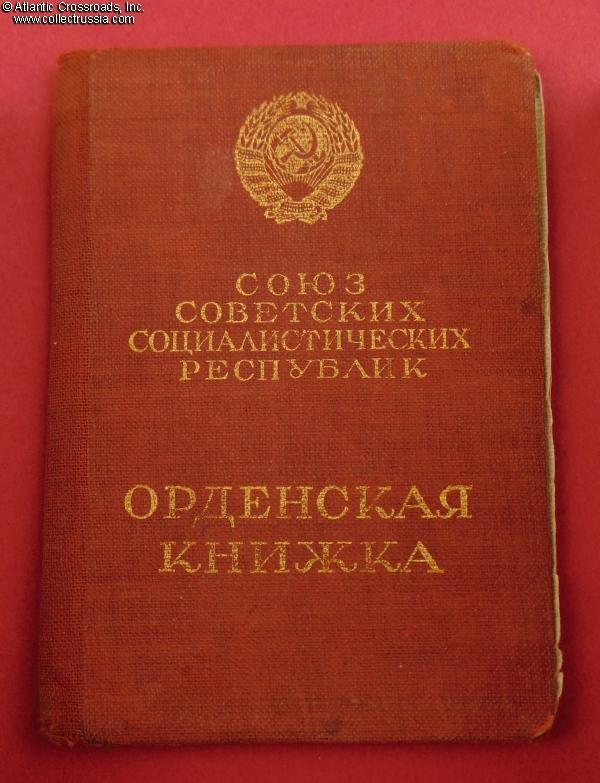 © Atlantic Crossroads, Inc.
www.collectrussia.com
СОЮЗ
СОВЕТСКИХ
СОЦИАЛИСТИЧЕСКИХ
РЕСПУБЛИК
ОРДЕНСКАЯ
КНИЖКА